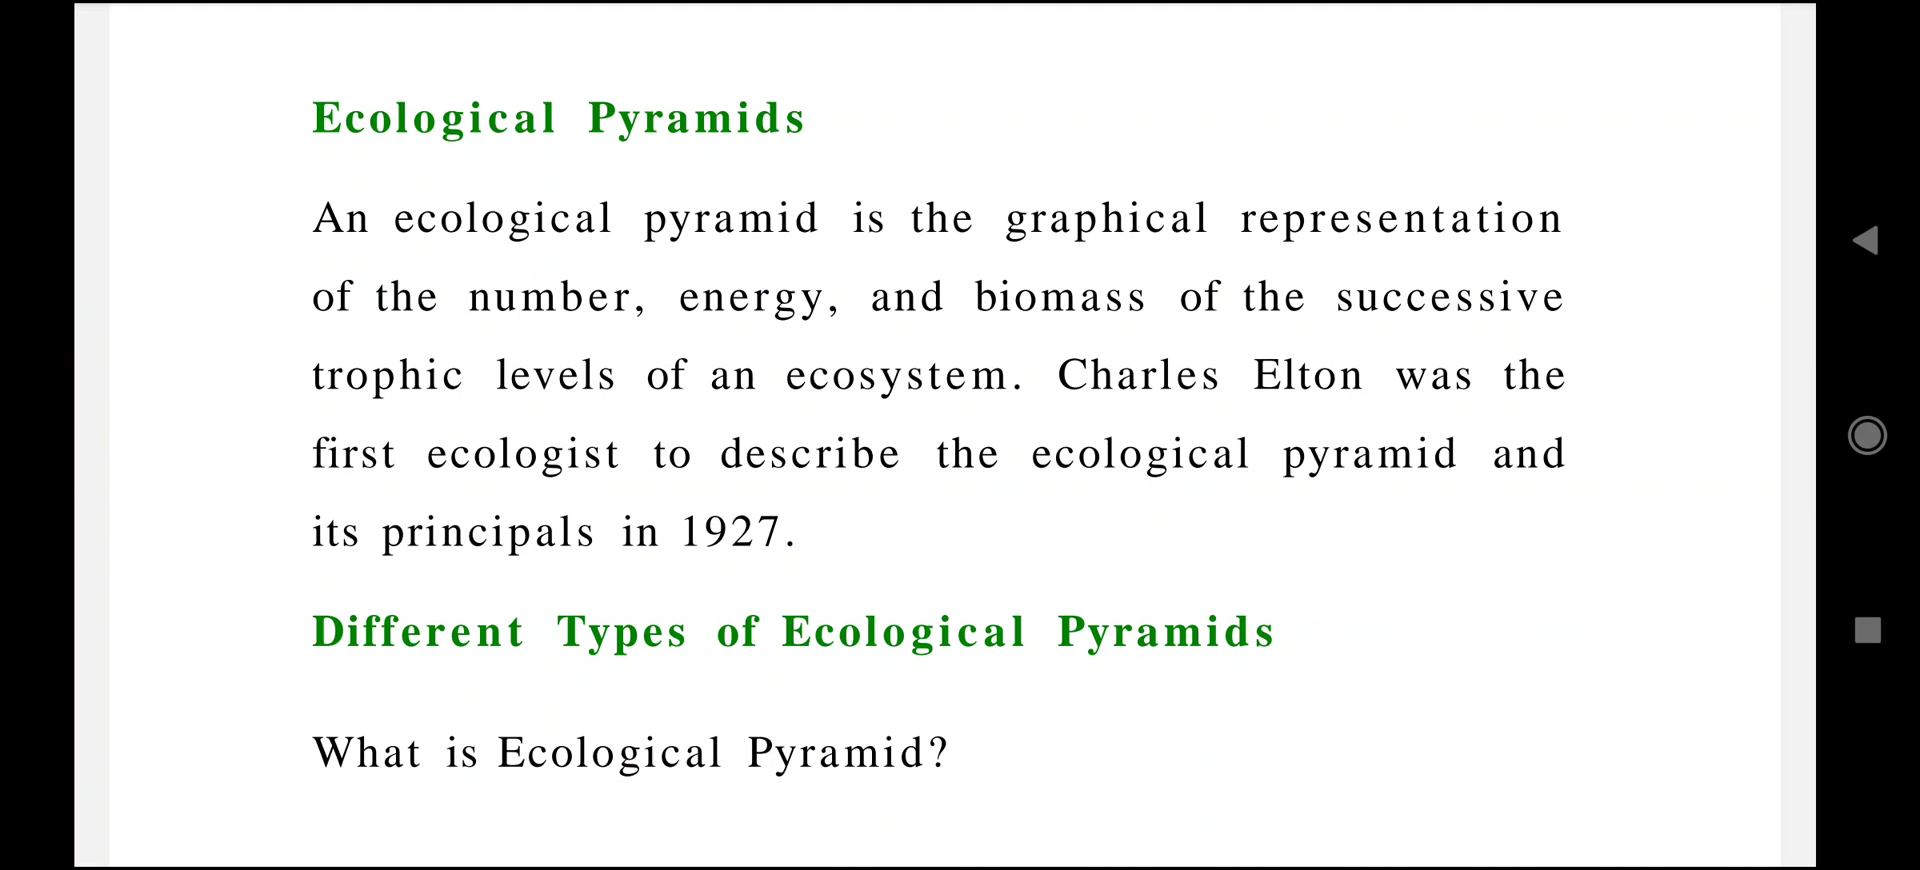 Ecological Pyramids
An ecological pyramid is the graphical representation
of the number, energy, and biomass of the successive
trophic levels of an ecosystem. Charles Elton was the
first ecologist to describe the ecological pyramid and
its principals in 1927.
Different Types of Ecological Pyramids
What is Ecological Pyramid?